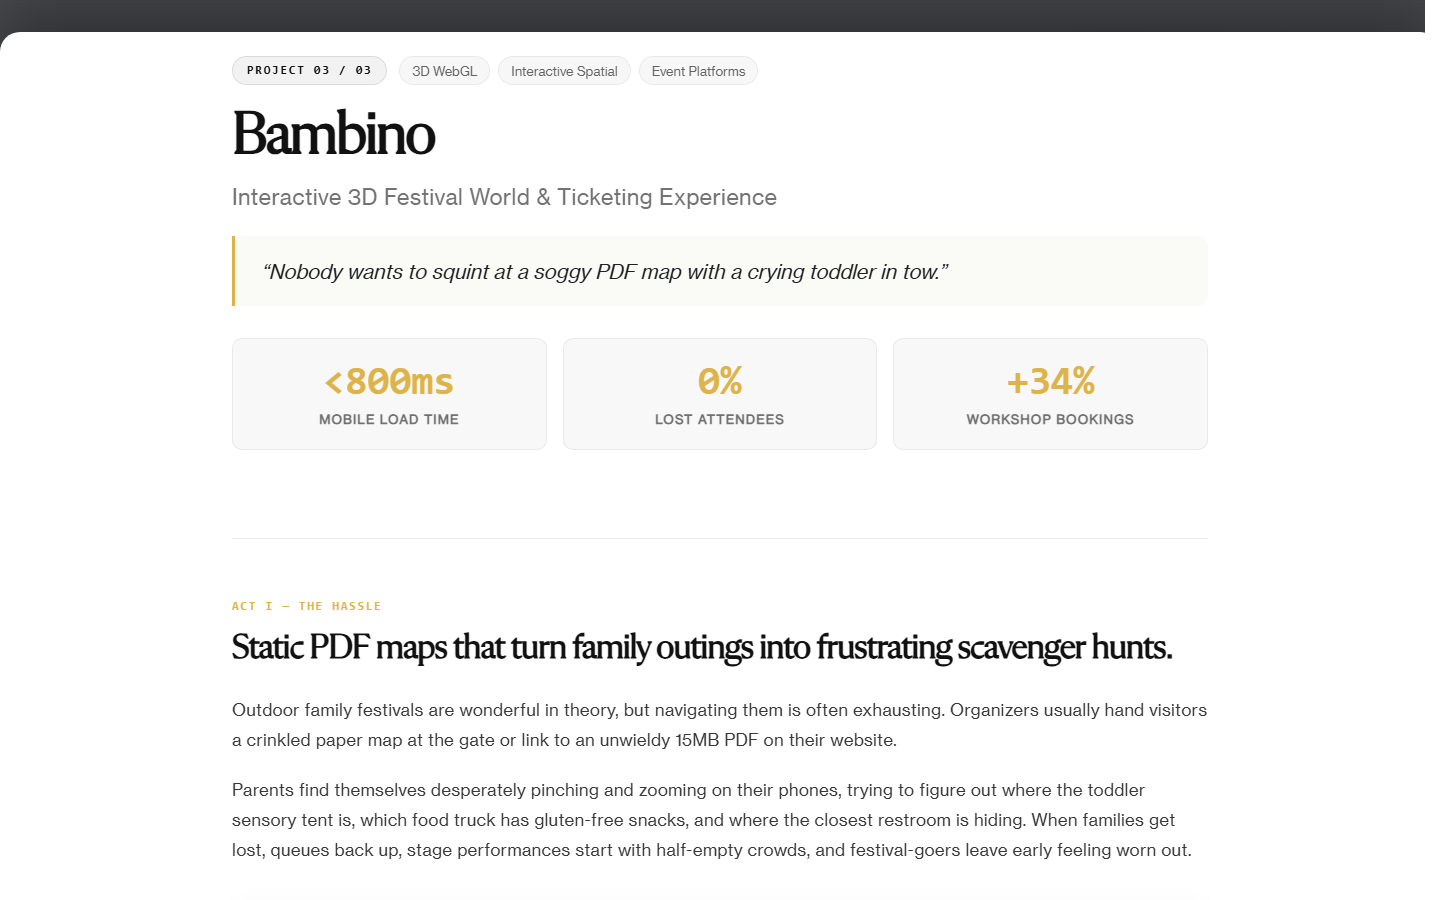 PROJECT 03 / 03
3D WebGL
Interactive Spatial
Event Platforms
Bambino
Interactive 3D Festival World & Ticketing Experience
“Nobody wants to squint at a soggy PDF map with a crying toddler in tow.”
<800ms
MOBILE LOAD TIME
0%
LOST ATTENDEES
+34%
WORKSHOP BOOKINGS
ACT I — THE HASSLE
Static PDF maps that turn family outings into frustrating scavenger hunts.
Outdoor family festivals are wonderful in theory, but navigating them is often exhausting. Organizers usually hand visitors
a crinkled paper map at the gate or link to an unwieldy 15MB PDF on their website.
Parents find themselves desperately pinching and zooming on their phones, trying to figure out where the toddler
sensory tent is, which food truck has gluten-free snacks, and where the closest restroom is hiding. When families get
lost, queues back up, stage performances start with half-empty crowds, and festival-goers leave early feeling worn out.